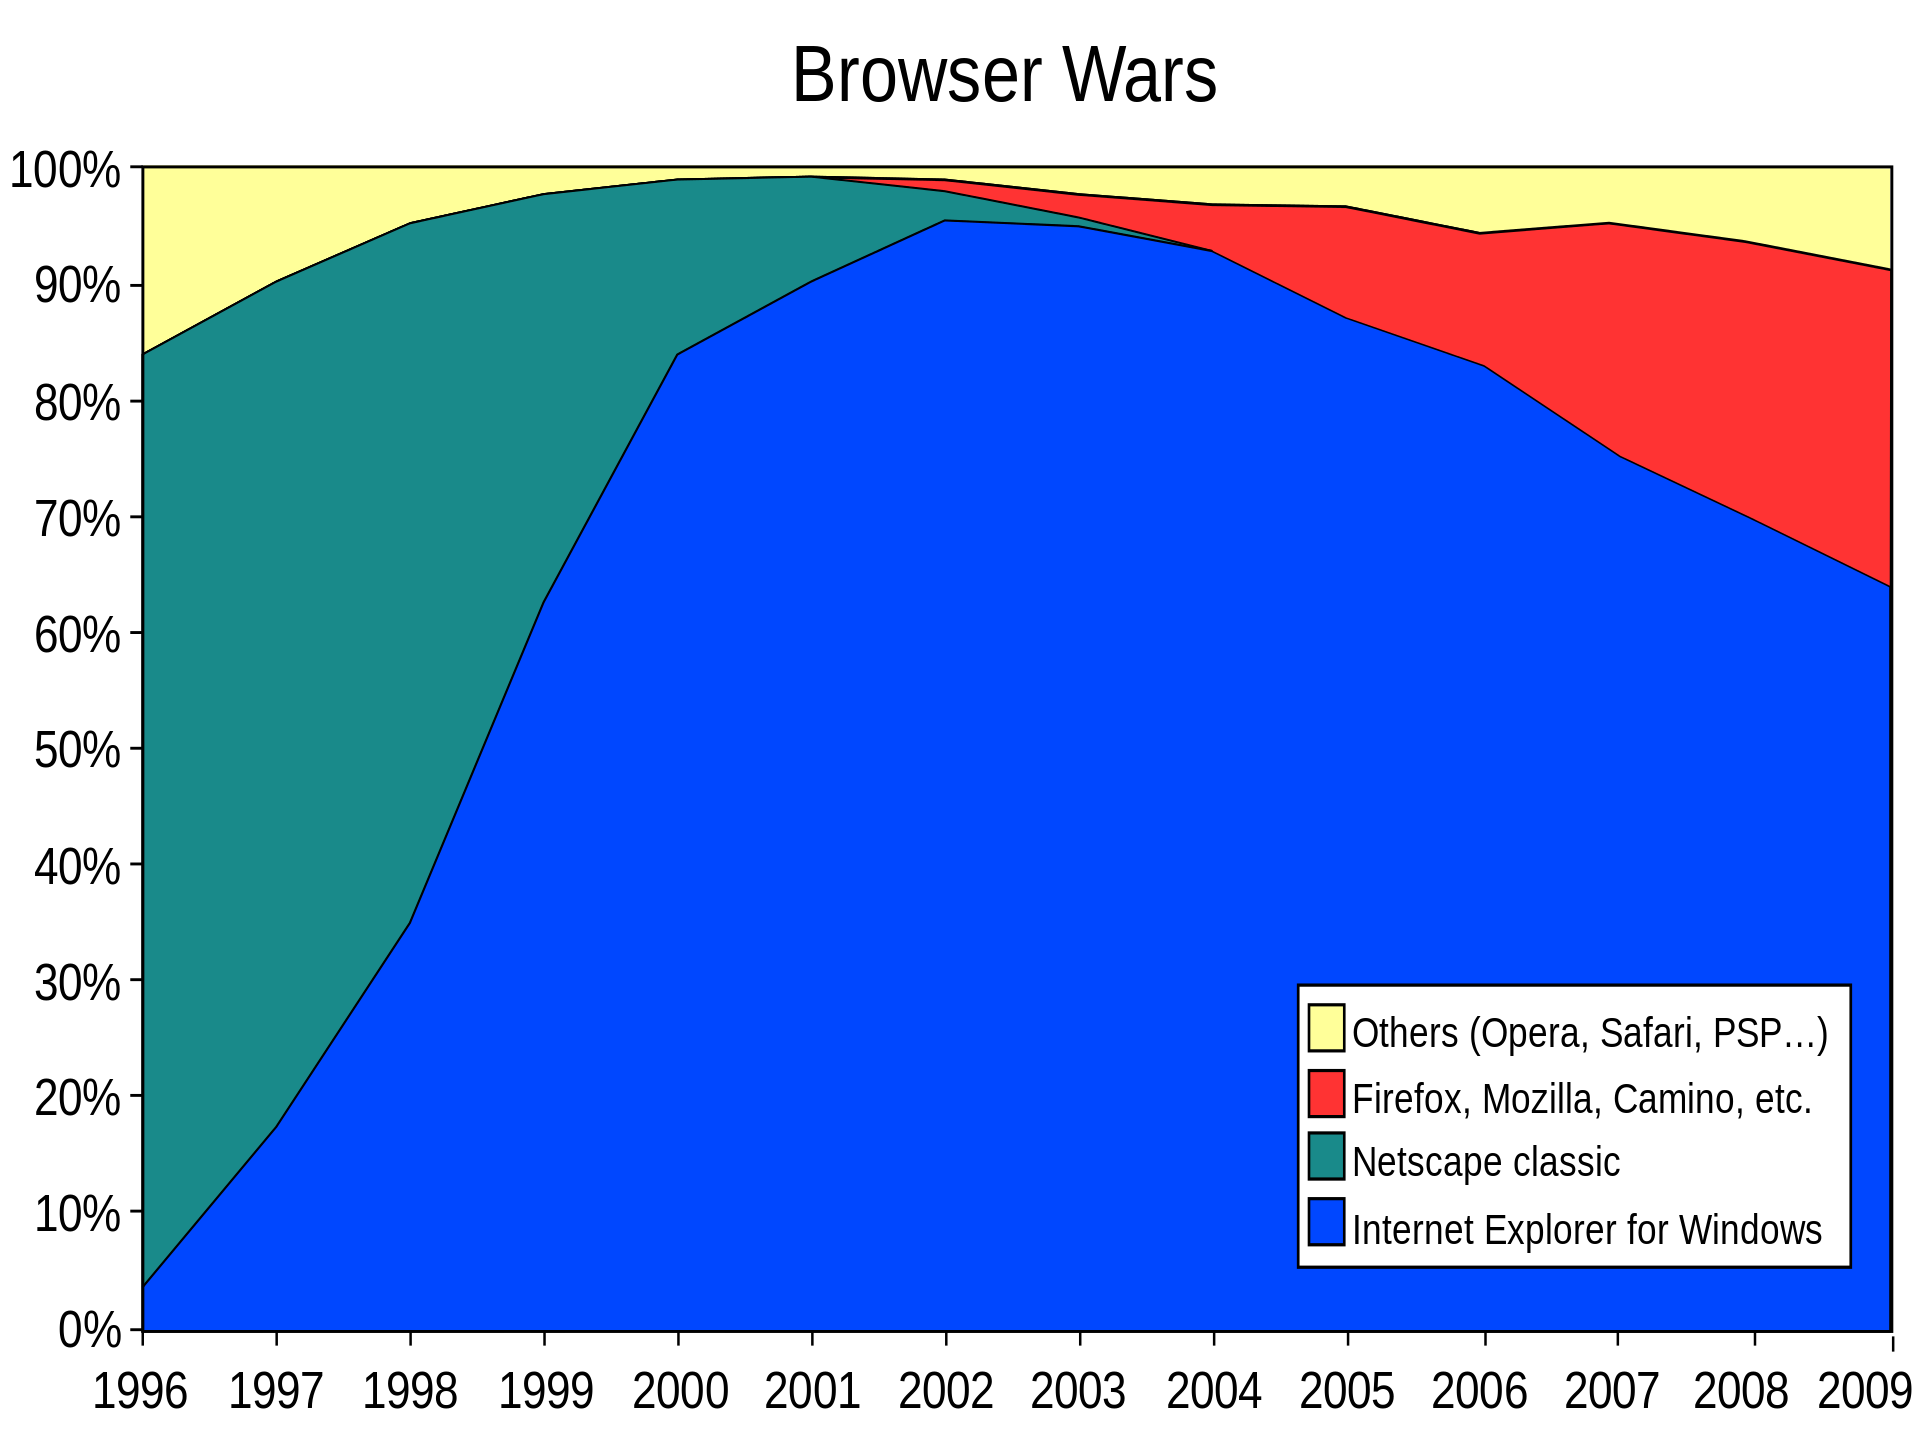 Browser Wars
100%
90%
80%
70%
60%
50%
40%
30%
20%
10%
0%
Others (Opera, Safari, PSP…)
Firefox, Mozilla, Camino, etc.
Netscape classic
Internet Explorer for Windows
1996 1997 1998 1999 2000 2001 2002 2003 2004 2005 2006 2007 2008 2009